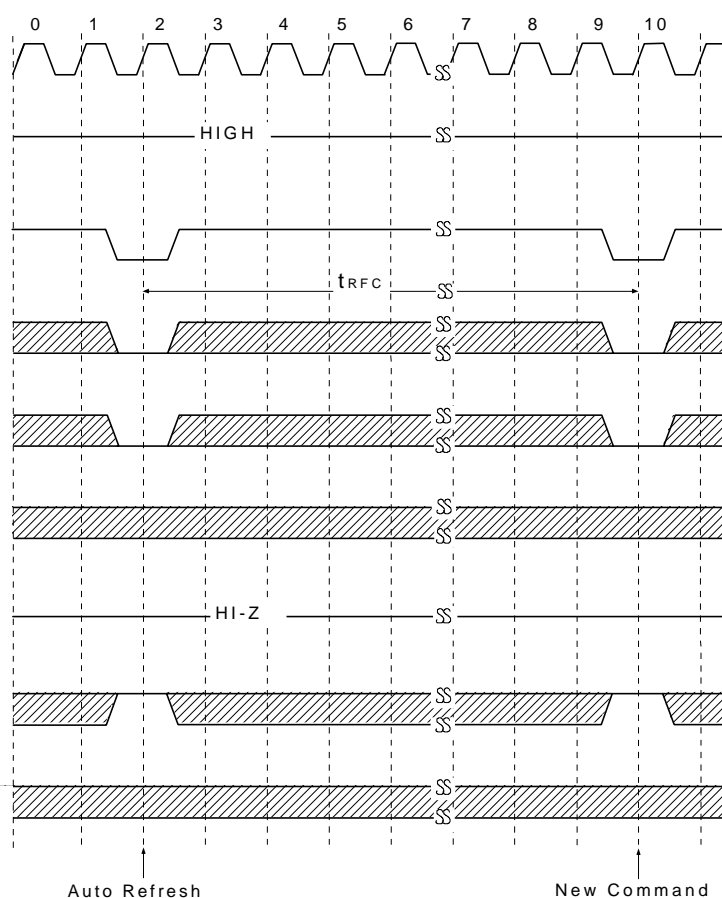 0 1 2 3 4 5 6 7 8 9 10
HIGH
tRFC
HI-Z
Auto Refresh
New Command